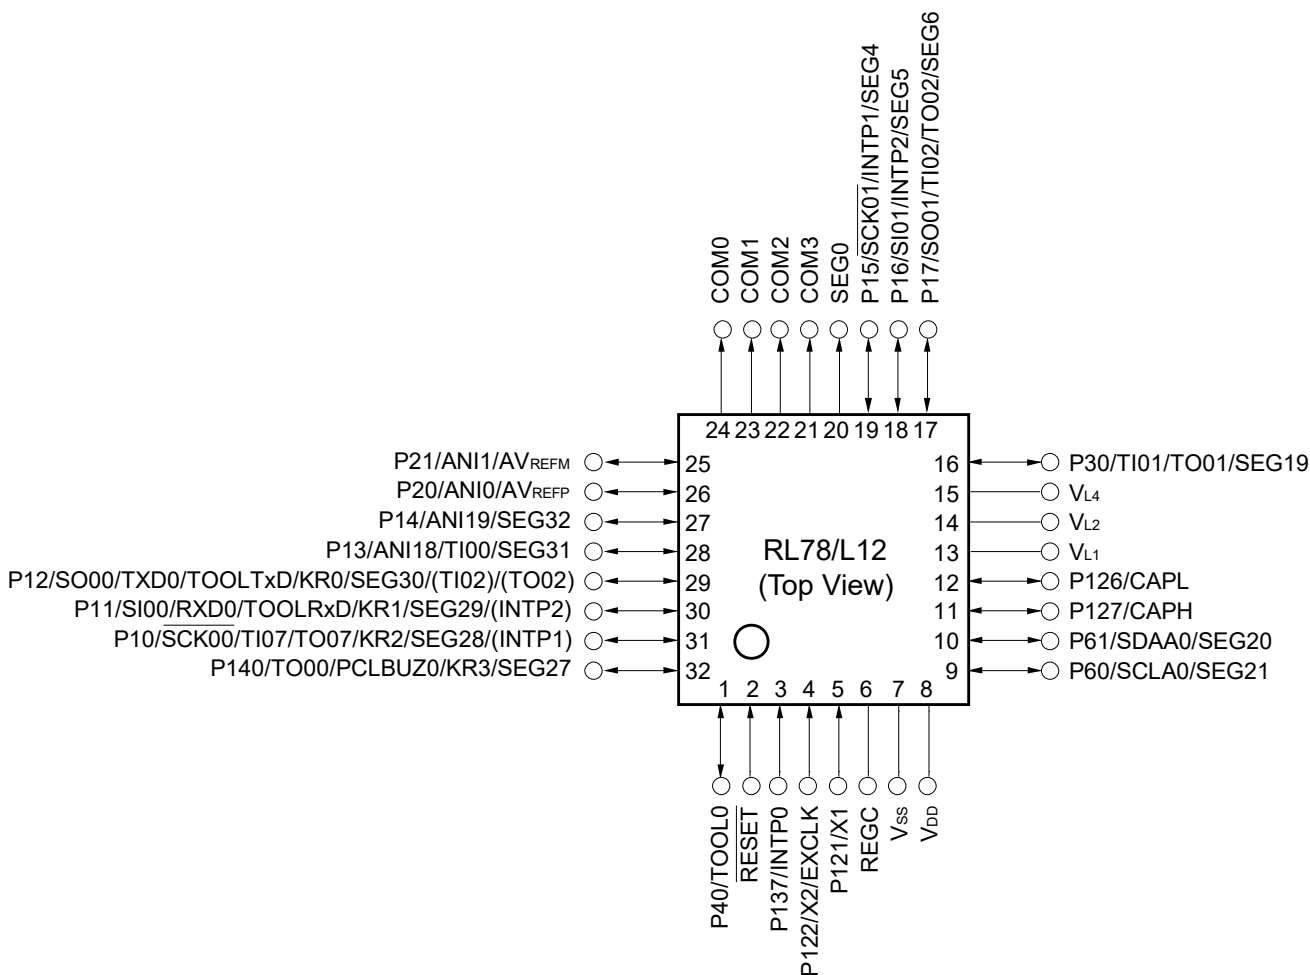 COM0
COM1
COM2
COM3
SEG0
P15/SCK01/INTP1/SEG4
P16/SI01/INTP2/SEG5
P17/SO01/TI02/TO02/SEG6
24 23 22 21 20 19 18 17
P21/ANI1/AVREFM 25
P20/ANI0/AVREFP 26
P14/ANI19/SEG32 27
P13/ANI18/TI00/SEG31 28
P12/SO00/TXD0/TOOLTxD/KR0/SEG30/(TI02)/(TO02) 29
P11/SI00/RXD0/TOOLRxD/KR1/SEG29/(INTP2) 30
P10/SCK00/TI07/TO07/KR2/SEG28/(INTP1) 31
P140/TO00/PCLBUZ0/KR3/SEG27 32
RL78/L12
(Top View)
16 P30/TI01/TO01/SEG19
15 VL4
14 VL2
13 VL1
12 P126/CAPL
11 P127/CAPH
10 P61/SDAA0/SEG20
9 P60/SCLA0/SEG21
1 2 3 4 5 6 7 8
P40/TOOL0
RESET
P137/INTP0
P122/X2/EXCLK
P121/X1
REGC
VSS
VDD